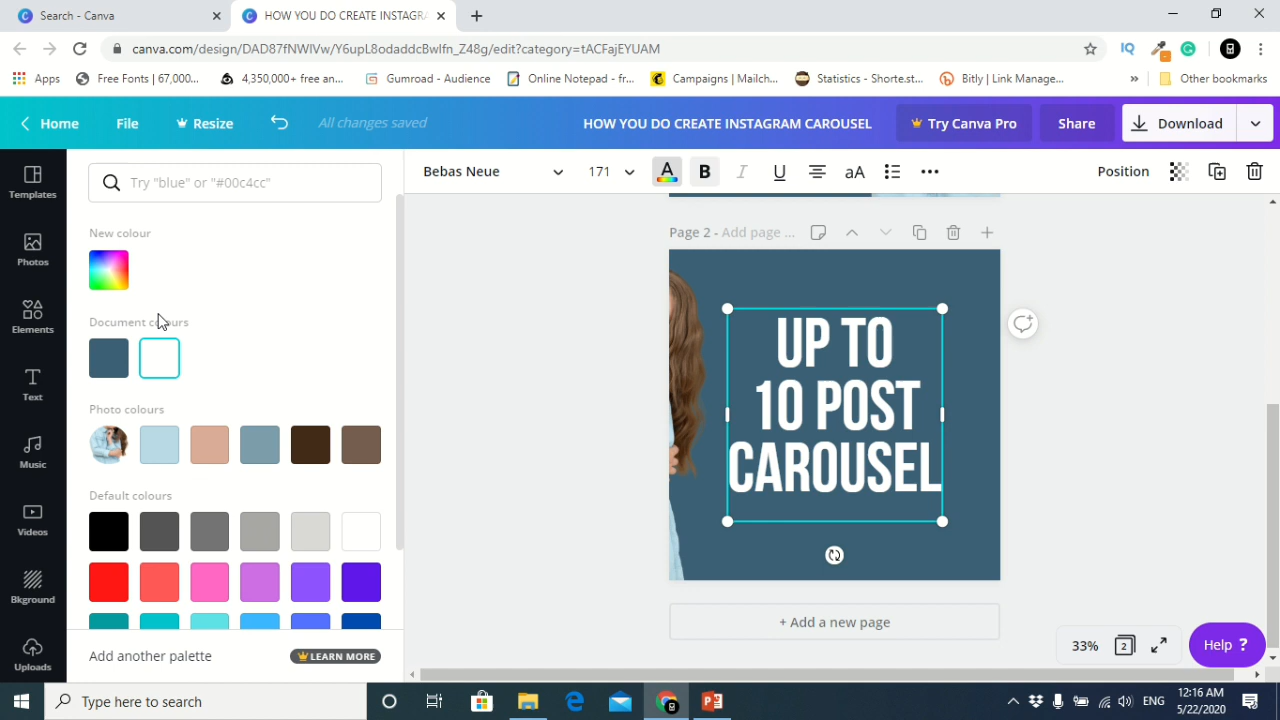 Search - Canva
HOW YOU DO CREATE INSTAGRA
canva.com/design/DAD87fNWIVw/Y6upL8odaddcBwIfn_Z48g/edit?category=tACFajEYUAM
Apps
Free Fonts | 67,000...
4,350,000+ free an...
Gumroad - Audience
Online Notepad - fr...
Campaigns | Mailch...
Statistics - Shorte.st...
Bitly | Link Manage...
»
Other bookmarks
Home
File
Resize
All changes saved
HOW YOU DO CREATE INSTAGRAM CAROUSEL
Try Canva Pro
Share
Download
Templates
Photos
Elements
Text
Music
Videos
Bkground
Uploads
Try "blue" or "#00c4cc"
New colour
Document colours
Photo colours
Default colours
Add another palette
LEARN MORE
Bebas Neue
171
A
B
I
U
aA
Position
Page 2 - Add page ...
UP TO
10 POST
CAROUSEL
+ Add a new page
33%
2
Help ?
Type here to search
ENG
12:16 AM
5/22/2020